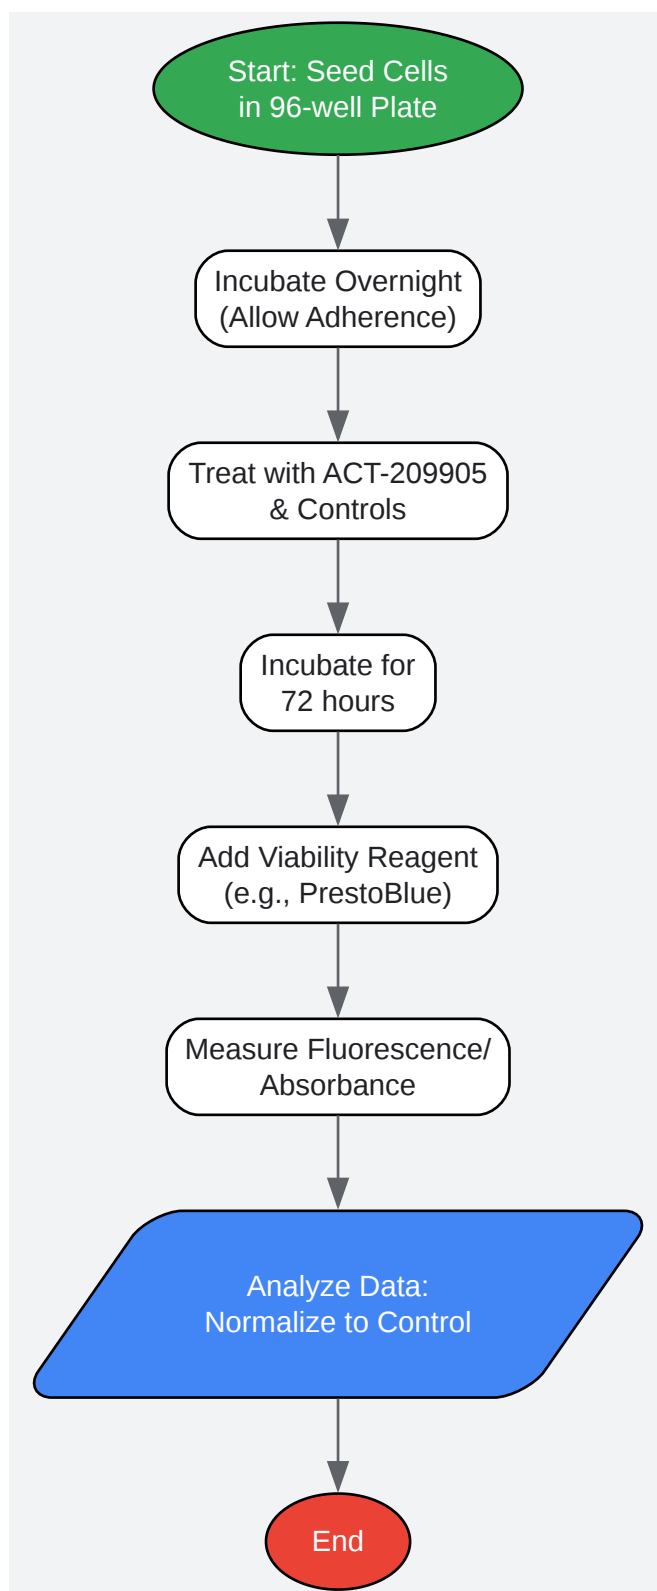 Start: Seed Cells
in 96-well Plate
Incubate Overnight
(Allow Adherence)
Treat with ACT-209905
& Controls
Incubate for
72 hours
Add Viability Reagent
(e.g., PrestoBlue)
Measure Fluorescence/
Absorbance
Analyze Data:
Normalize to Control
End